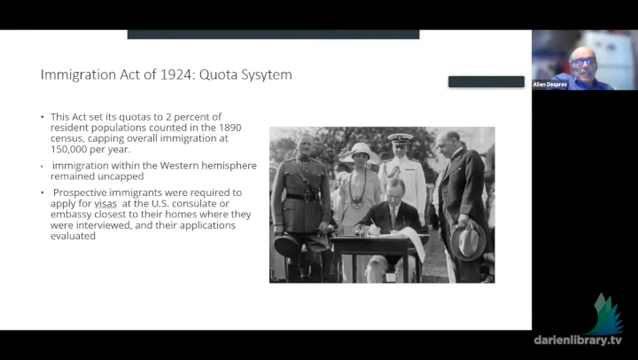 Immigration Act of 1924: Quota Sysytem
• This Act set its quotas to 2 percent of
resident populations counted in the 1890
census, capping overall immigration at
150,000 per year.
• immigration within the Western hemisphere
remained uncapped
• Prospective immigrants were required to
apply for visas at the U.S. consulate or
embassy closest to their homes where they
were interviewed, and their applications
evaluated
Allen Despres
darienlibrary.tv